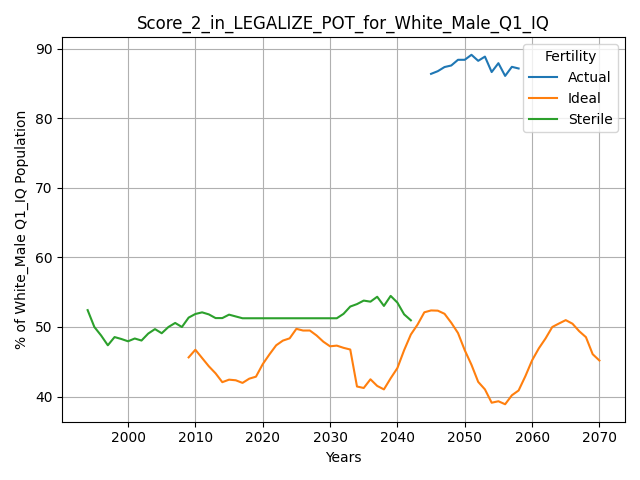 Score_2_in_LEGALIZE_POT_for_White_Male_Q1_IQ
% of White_Male Q1_IQ Population
90
80
70
60
50
40
Fertility
Actual
Ideal
Sterile
2000 2010 2020 2030 2040 2050 2060 2070
Years